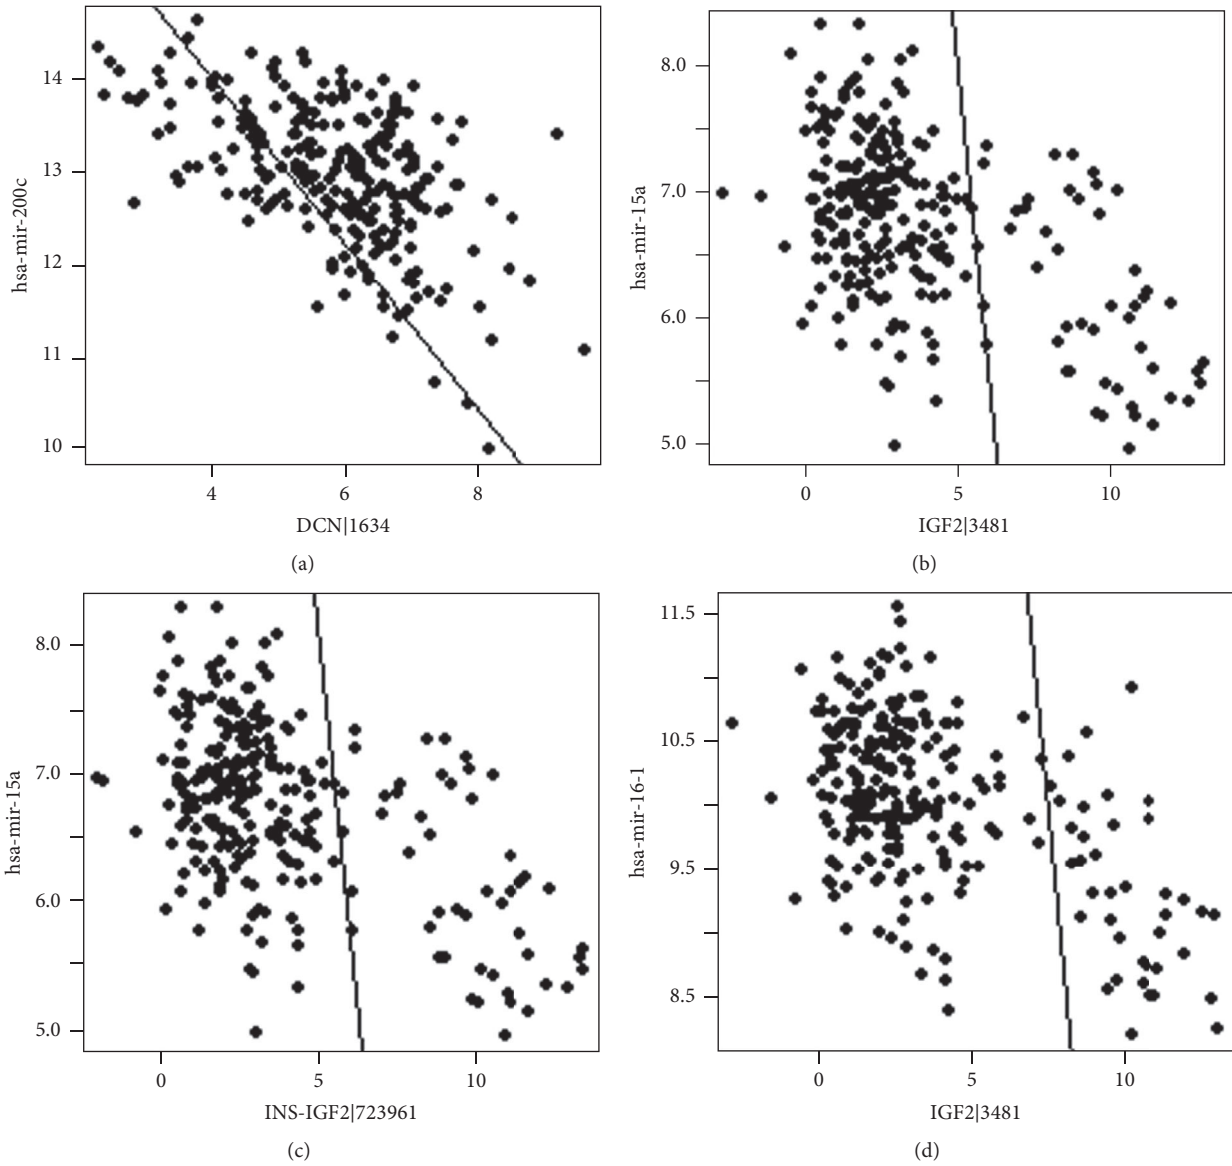 14
13
12
11
10
hsa-mir-200c
4 6 8
DCN|1634
(a)
8.0
7.0
6.0
5.0
hsa-mir-15a
0 5 10
IGF2|3481
(b)
8.0
7.0
6.0
5.0
hsa-mir-15a
0 5 10
INS-IGF2|723961
(c)
11.5
10.5
9.5
8.5
hsa-mir-16-1
0 5 10
IGF2|3481
(d)